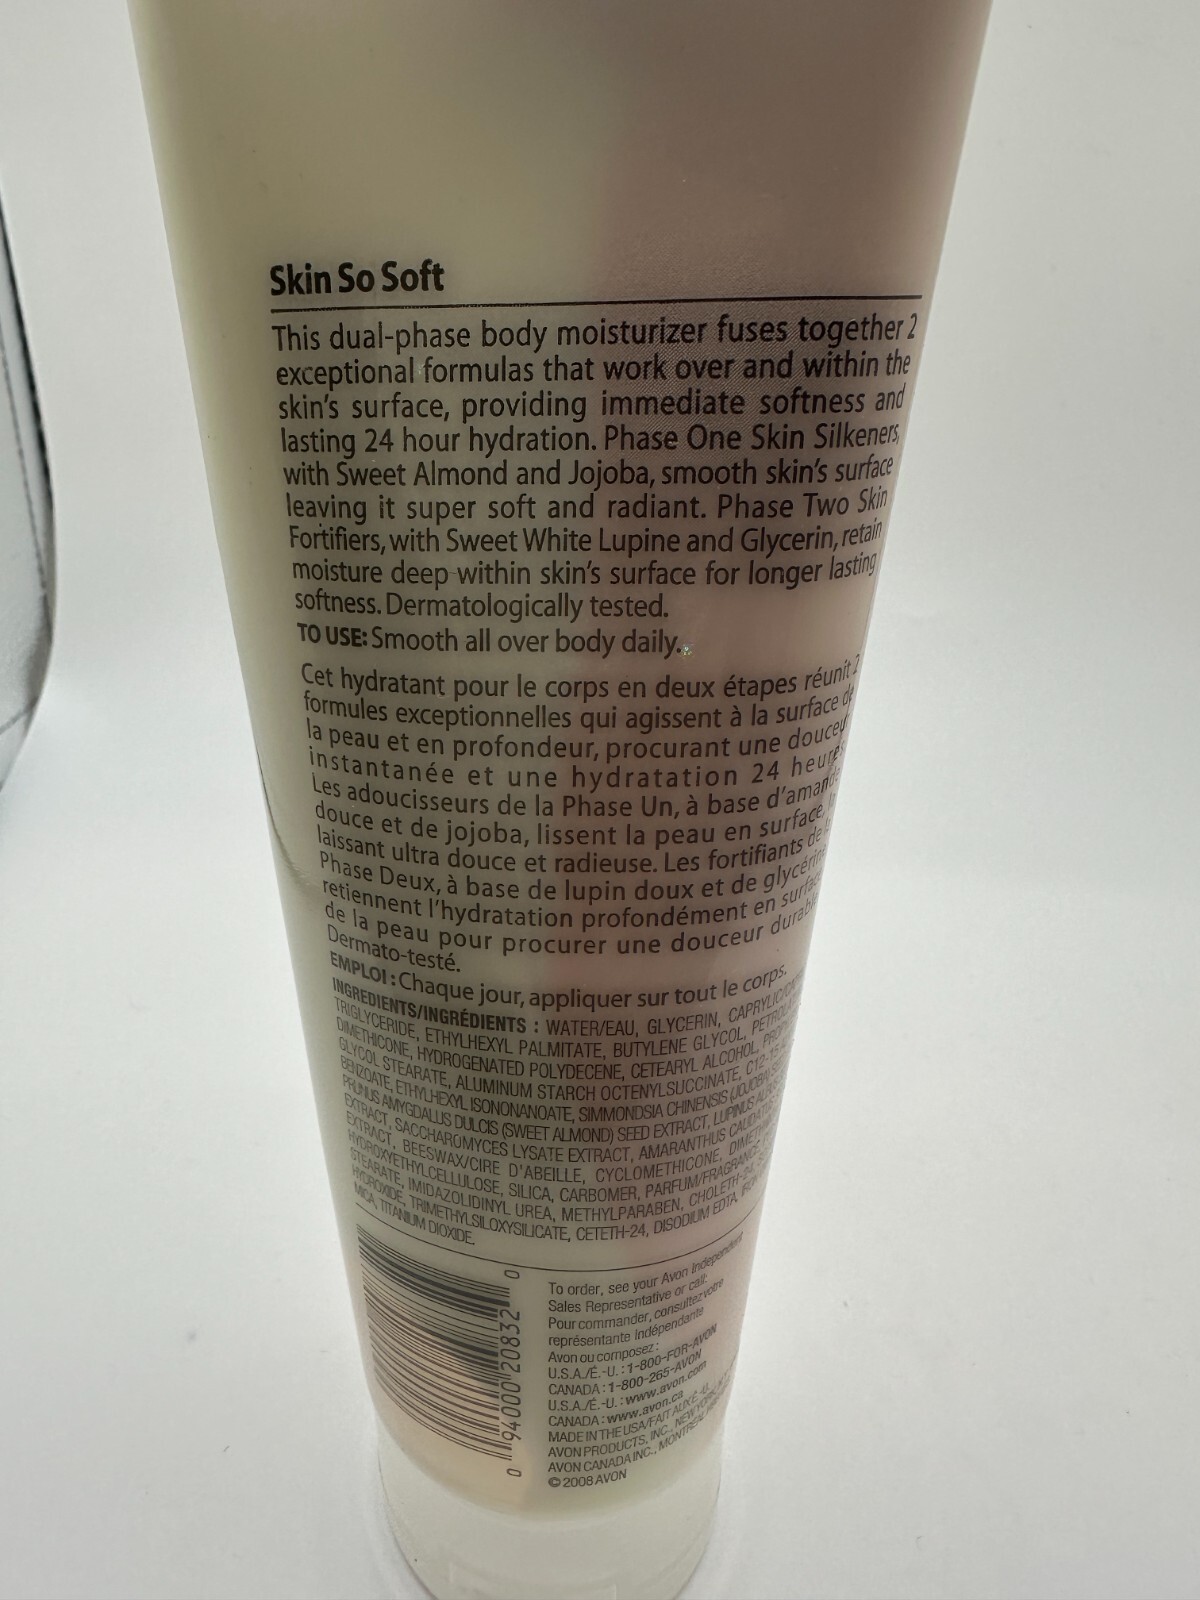 Skin So Soft
This dual-phase body moisturizer fuses together 2
exceptional formulas that work over and within the
skin's surface, providing immediate softness and
lasting 24 hour hydration. Phase One Skin Silkeners,
with Sweet Almond and Jojoba, smooth skin's surface
leaving it super soft and radiant. Phase Two Skin
Fortifiers, with Sweet White Lupine and Glycerin, retain
moisture deep within skin's surface for longer lasting
softness. Dermatologically tested.
TO USE: Smooth all over body daily.
Cet hydratant pour le corps en deux étapes réunit 2
formules exceptionnelles qui agissent à la surface de
la peau et en profondeur, procurant une douceur
instantanée et une hydratation 24 heures.
Les adoucisseurs de la Phase Un, à base d'amande
douce et de jojoba, lissent la peau en surface, la
laissant ultra douce et radieuse. Les fortifiants de la
Phase Deux, à base de lupin doux et de glycérine
retiennent l'hydratation profondément en surface
de la peau pour procurer une douceur durable.
Dermato-testé.
EMPLOI : Chaque jour, appliquer sur tout le corps.
INGREDIENTS/INGRÉDIENTS : WATER/EAU, GLYCERIN,
TRIGLYCERIDE, ETHYLHEXYL PALMITATE, BUTYLENE GLYCOL,
DIMETHICONE, HYDROGENATED POLYDECENE, CETEARYL ALCOHOL,
GLYCOL STEARATE, ALUMINUM STARCH OCTENYLSUCCINATE, C12-15
BENZOATE, ETHYLHEXYL ISONONANOATE, SIMMONDSIA CHINENSIS (JOJOBA)
PRUNUS AMYGDALUS DULCIS (SWEET ALMOND) SEED EXTRACT, LUPINUS
EXTRACT, SACCHAROMYCES LYSATE EXTRACT, AMARANTHUS CAUDATUS
EXTRACT, BEESWAX/CIRE D'ABEILLE, CYCLOMETHICONE,
HYDROXYETHYLCELLULOSE, SILICA, CARBOMER, PARFUM/FRAGRANCE,
STEARATE, IMIDAZOLIDINYL UREA, METHYLPARABEN, CHOLETH-24,
HYDROXIDE, TRIMETHYLSILOXYSILICATE, CETETH-24, DISODIUM EDTA,
MICA, TITANIUM DIOXIDE.
0 94000 20832 0
To order, see your Avon Independent
Sales Representative or call:
Pour commander, consultez votre
représentante Indépendante
Avon ou composez :
U.S.A./É.-U. : 1-800-FOR-AVON
CANADA : 1-800-265-AVON
U.S.A./É.-U. : www.avon.com
CANADA : www.avon.ca
MADE IN THE USA/FAIT AUX É.-U.
AVON PRODUCTS, INC., NEW YORK,
AVON CANADA INC., MONTREAL,
© 2008 AVON